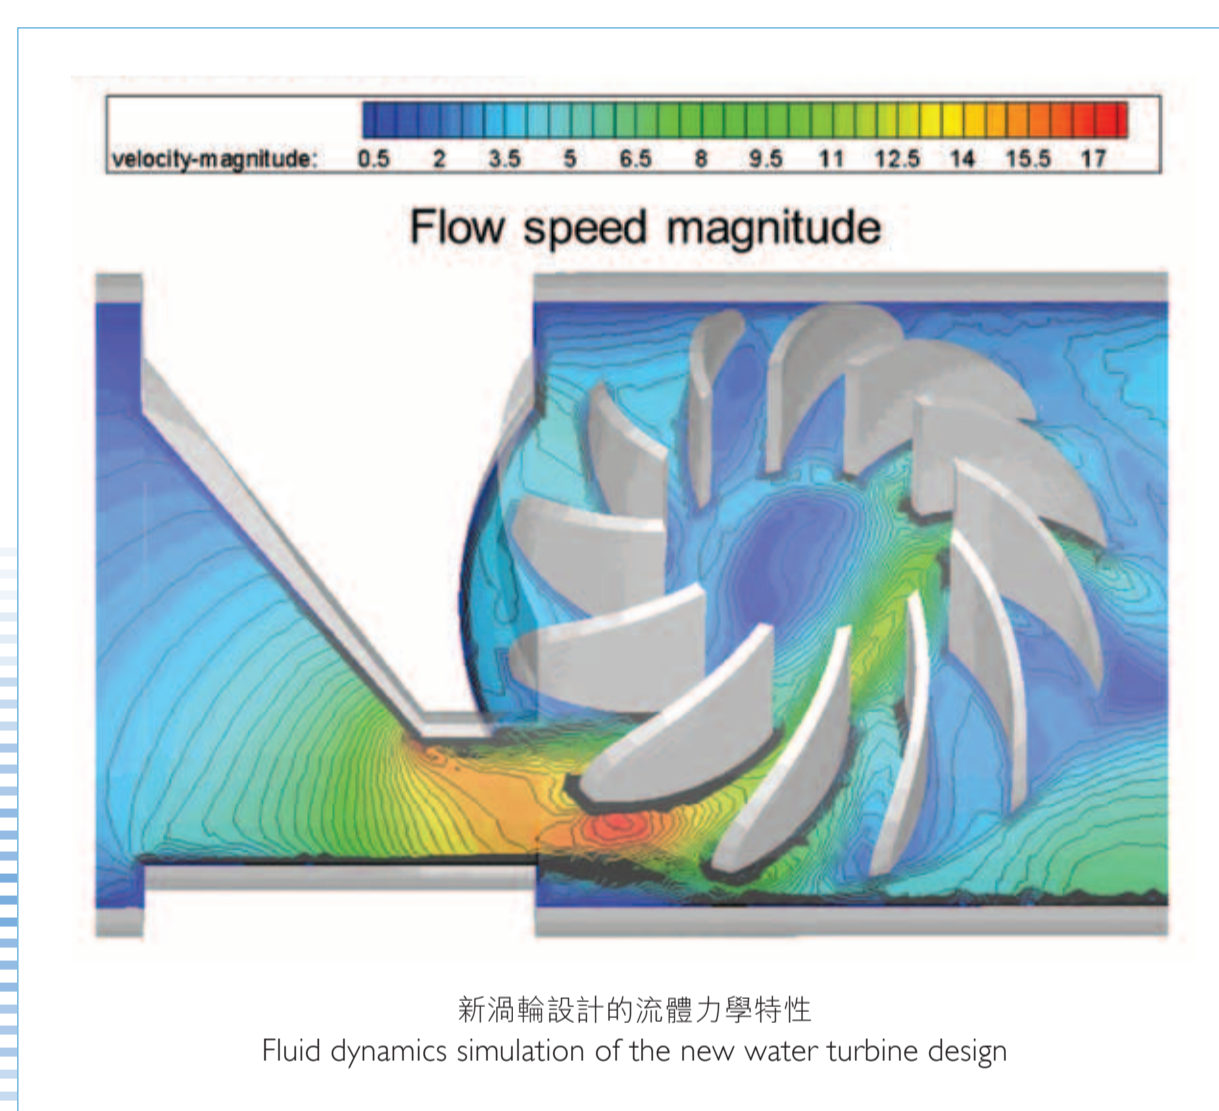 velocity-magnitude: 0.5 2 3.5 5 6.5 8 9.5 11 12.5 14 15.5 17
Flow speed magnitude
新渦輪設計的流體力學特性
Fluid dynamics simulation of the new water turbine design